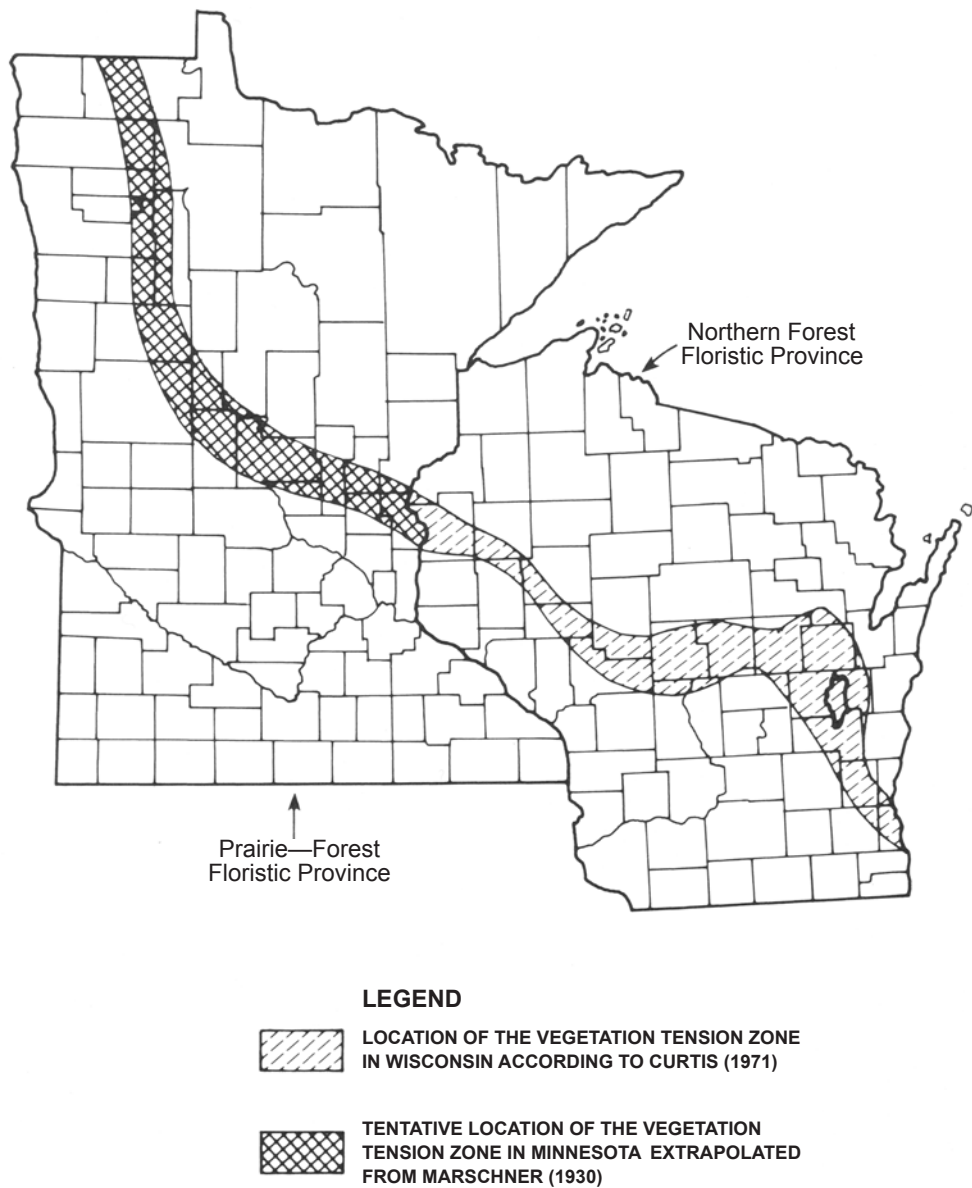 Northern Forest
Floristic Province
Prairie—Forest
Floristic Province
LEGEND
LOCATION OF THE VEGETATION TENSION ZONE
IN WISCONSIN ACCORDING TO CURTIS (1971)
TENTATIVE LOCATION OF THE VEGETATION
TENSION ZONE IN MINNESOTA EXTRAPOLATED
FROM MARSCHNER (1930)